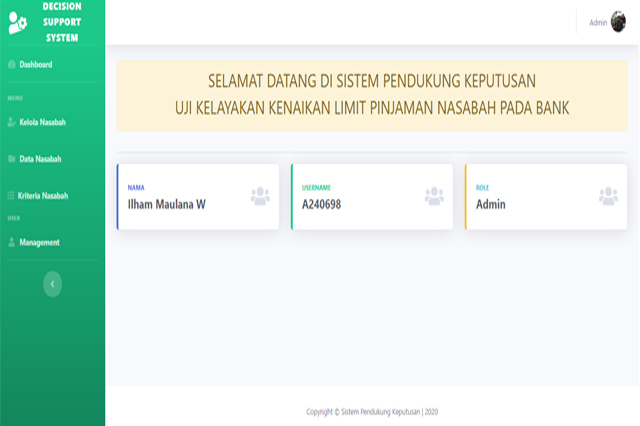 DECISION
SUPPORT
SYSTEM
Dashboard
MENU
Kelola Nasabah
Data Nasabah
Kriteria Nasabah
USER
Management
Admin
SELAMAT DATANG DI SISTEM PENDUKUNG KEPUTUSAN
UJI KELAYAKAN KENAIKAN LIMIT PINJAMAN NASABAH PADA BANK
NAMA
Ilham Maulana W
USERNAME
A240698
ROLE
Admin
Copyright © Sistem Pendukung Keputusan | 2020